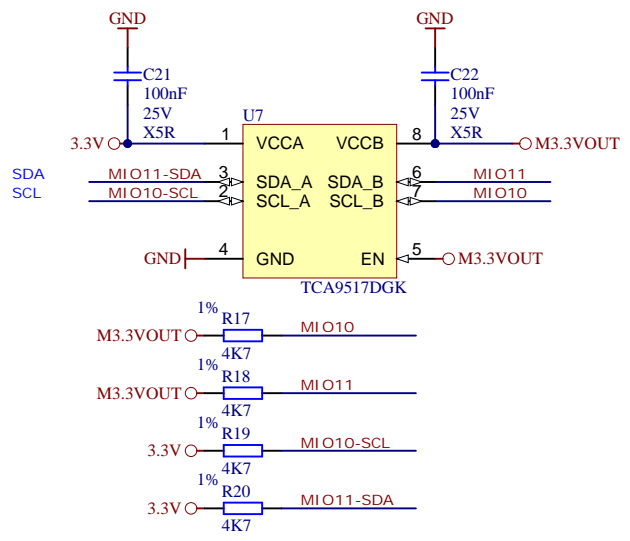 GND
GND
C21
100nF
25V
X5R
C22
100nF
25V
X5R
U7
3.3V
1
VCCA
VCCB
8
M3.3VOUT
SDA
MIO11-SDA
3
SDA_A
SDA_B
6
MIO11
SCL
MIO10-SCL
2
SCL_A
SCL_B
7
MIO10
GND
4
GND
EN
5
M3.3VOUT
TCA9517DGK
1%
R17
M3.3VOUT
MIO10
4K7
1%
R18
M3.3VOUT
MIO11
4K7
1%
R19
3.3V
MIO10-SCL
4K7
1%
R20
3.3V
MIO11-SDA
4K7